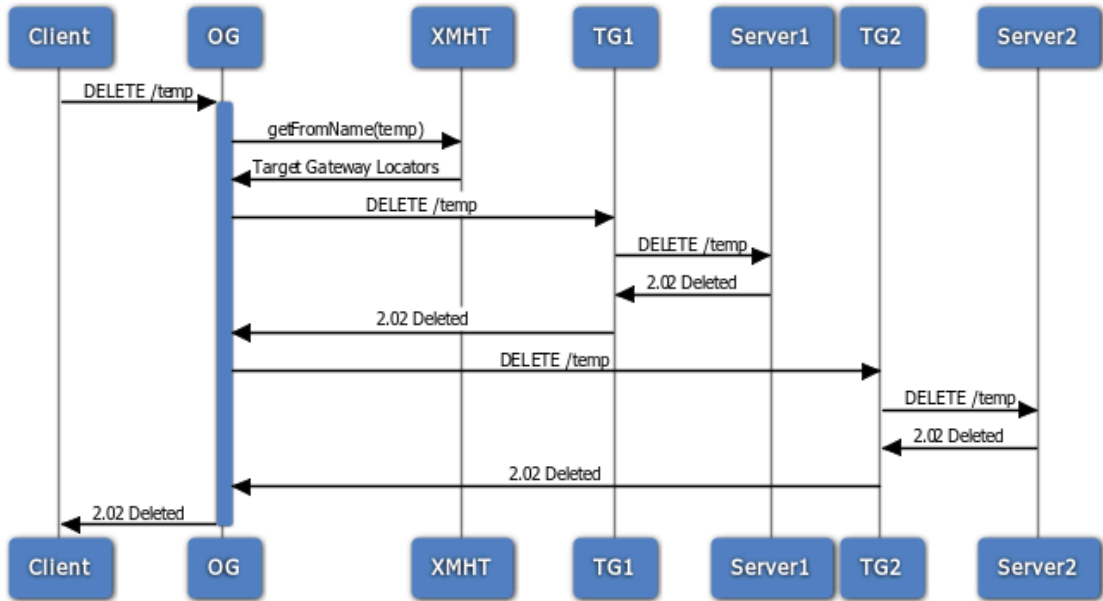 Client OG XMHT TG1 Server1 TG2 Server2
DELETE /temp
getFromName(temp)
Target Gateway Locators
DELETE /temp
DELETE /temp
2.02 Deleted
2.02 Deleted
DELETE /temp
DELETE /temp
2.02 Deleted
2.02 Deleted
2.02 Deleted
Client OG XMHT TG1 Server1 TG2 Server2